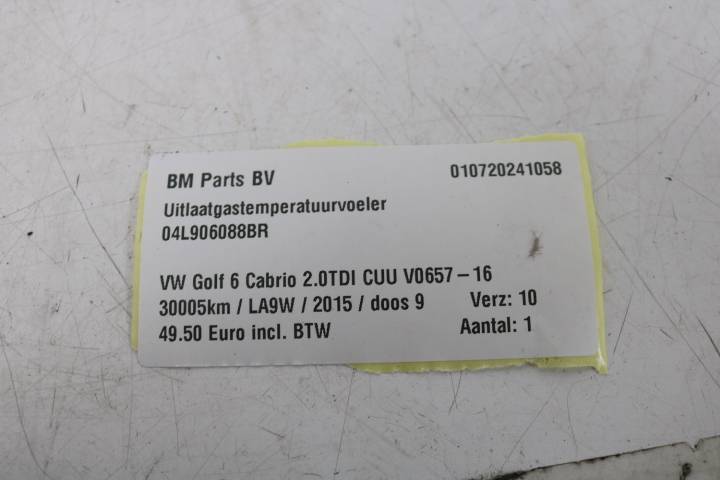 BM Parts BV 010720241058
Uitlaatgastemperatuurvoeler
04L906088BR
VW Golf 6 Cabrio 2.0TDI CUU V0657 – 16
30005km / LA9W / 2015 / doos 9 Verz: 10
49.50 Euro incl. BTW Aantal: 1